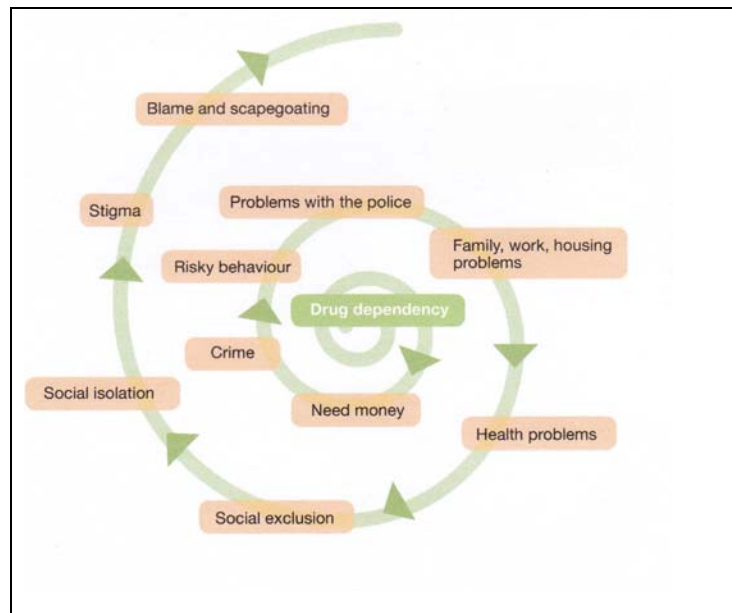 Blame and scapegoating
Stigma
Problems with the police
Family, work, housing
problems
Risky behaviour
Drug dependency
Crime
Social isolation
Need money
Health problems
Social exclusion